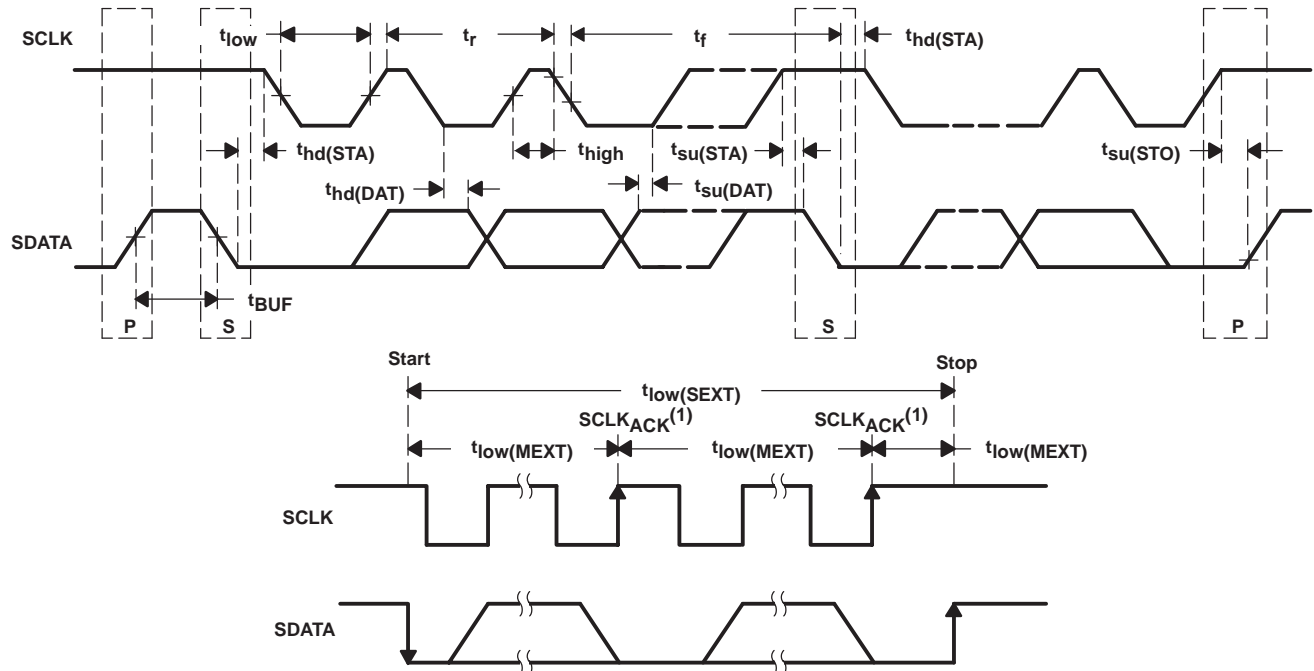 SCLK
tlow
tr
tf
thd(STA)
thd(STA)
thigh
tsu(STA)
tsu(STO)
thd(DAT)
tsu(DAT)
SDATA
tBUF
P
S
S
P
Start
Stop
tlow(SEXT)
SCLKACK(1)
SCLKACK(1)
tlow(MEXT)
tlow(MEXT)
tlow(MEXT)
SCLK
SDATA